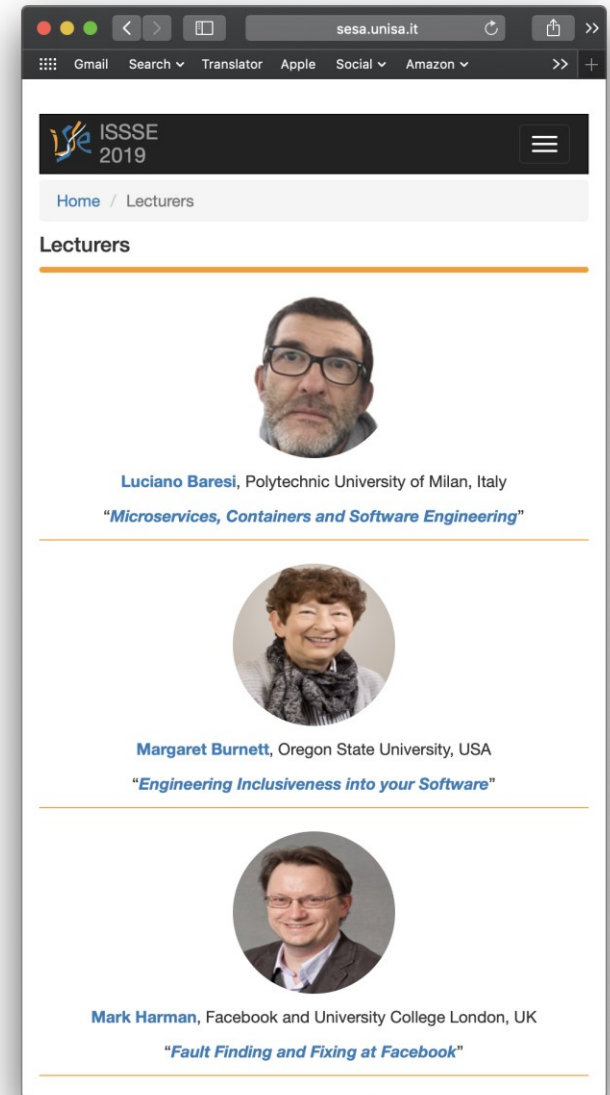 sesa.unisa.it
Gmail Search Translator Apple Social Amazon >> +
ISSSE
2019
Home / Lecturers
Lecturers
Luciano Baresi, Polytechnic University of Milan, Italy
“Microservices, Containers and Software Engineering”
Margaret Burnett, Oregon State University, USA
“Engineering Inclusiveness into your Software”
Mark Harman, Facebook and University College London, UK
“Fault Finding and Fixing at Facebook”